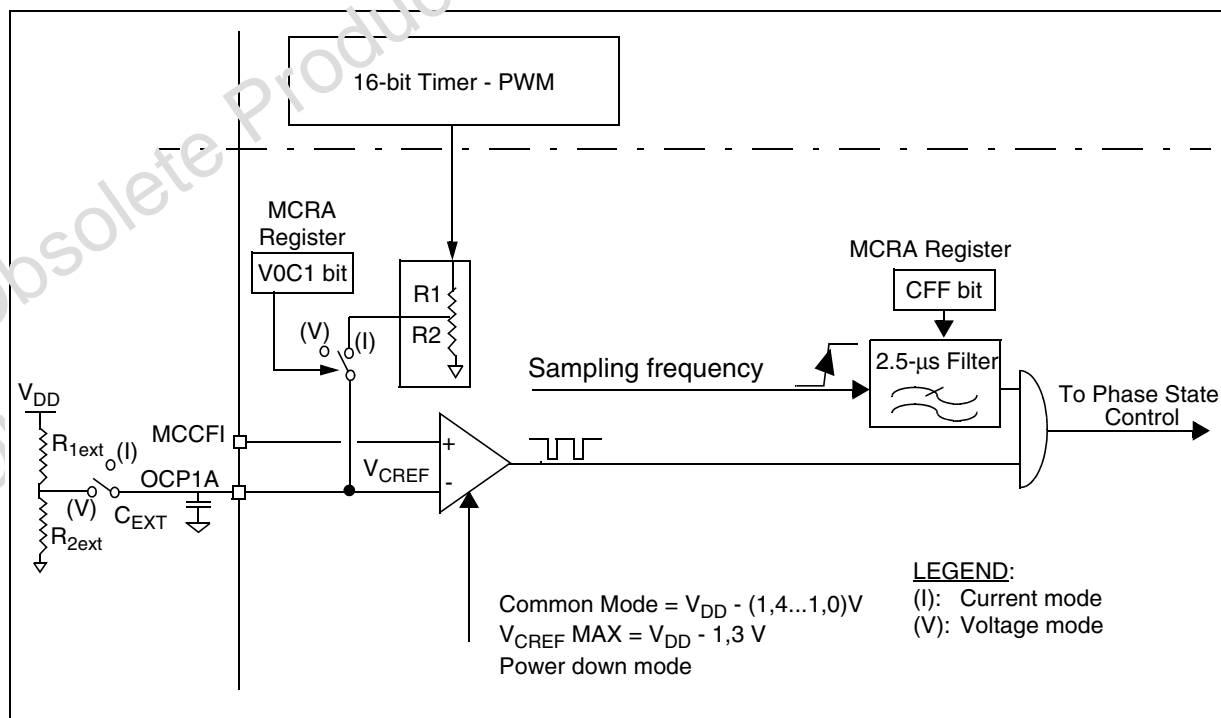 Obsolete Produc
16-bit Timer - PWM
MCRA
Register
V0C1 bit
R1
R2
(V)
(I)
MCRA Register
CFF bit
2.5-µs Filter
Sampling frequency
To Phase State
Control
VDD
R1ext
(I)
MCCFI
OCP1A
(V)
CEXT
R2ext
VCREF
+
-
Common Mode = VDD - (1,4...1,0)V
VCREF MAX = VDD - 1,3 V
Power down mode
LEGEND:
(I): Current mode
(V): Voltage mode